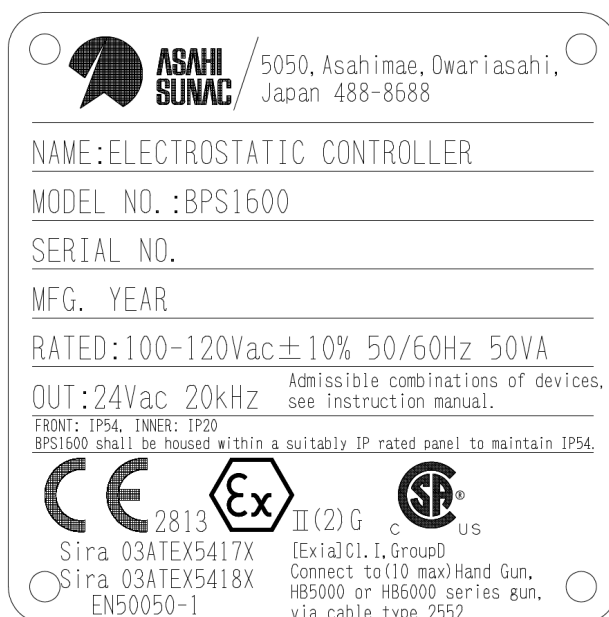 ASAHI SUNAC
5050, Asahimae, Owariasahi,
Japan 488-8688
NAME:ELECTROSTATIC CONTROLLER
MODEL NO.:BPS1600
SERIAL NO.
MFG. YEAR
RATED:100-120Vac±10% 50/60Hz 50VA
OUT:24Vac 20kHz
Admissible combinations of devices,
see instruction manual.
FRONT: IP54, INNER: IP20
BPS1600 shall be housed within a suitably IP rated panel to maintain IP54.
CE 2813 Ex II(2)G C SA ® US
Sira 03ATEX5417X
Sira 03ATEX5418X
EN50050-1
[Exia]Cl.I,GroupD
Connect to(10 max)Hand Gun,
HB5000 or HB6000 series gun,
via cable type 2552